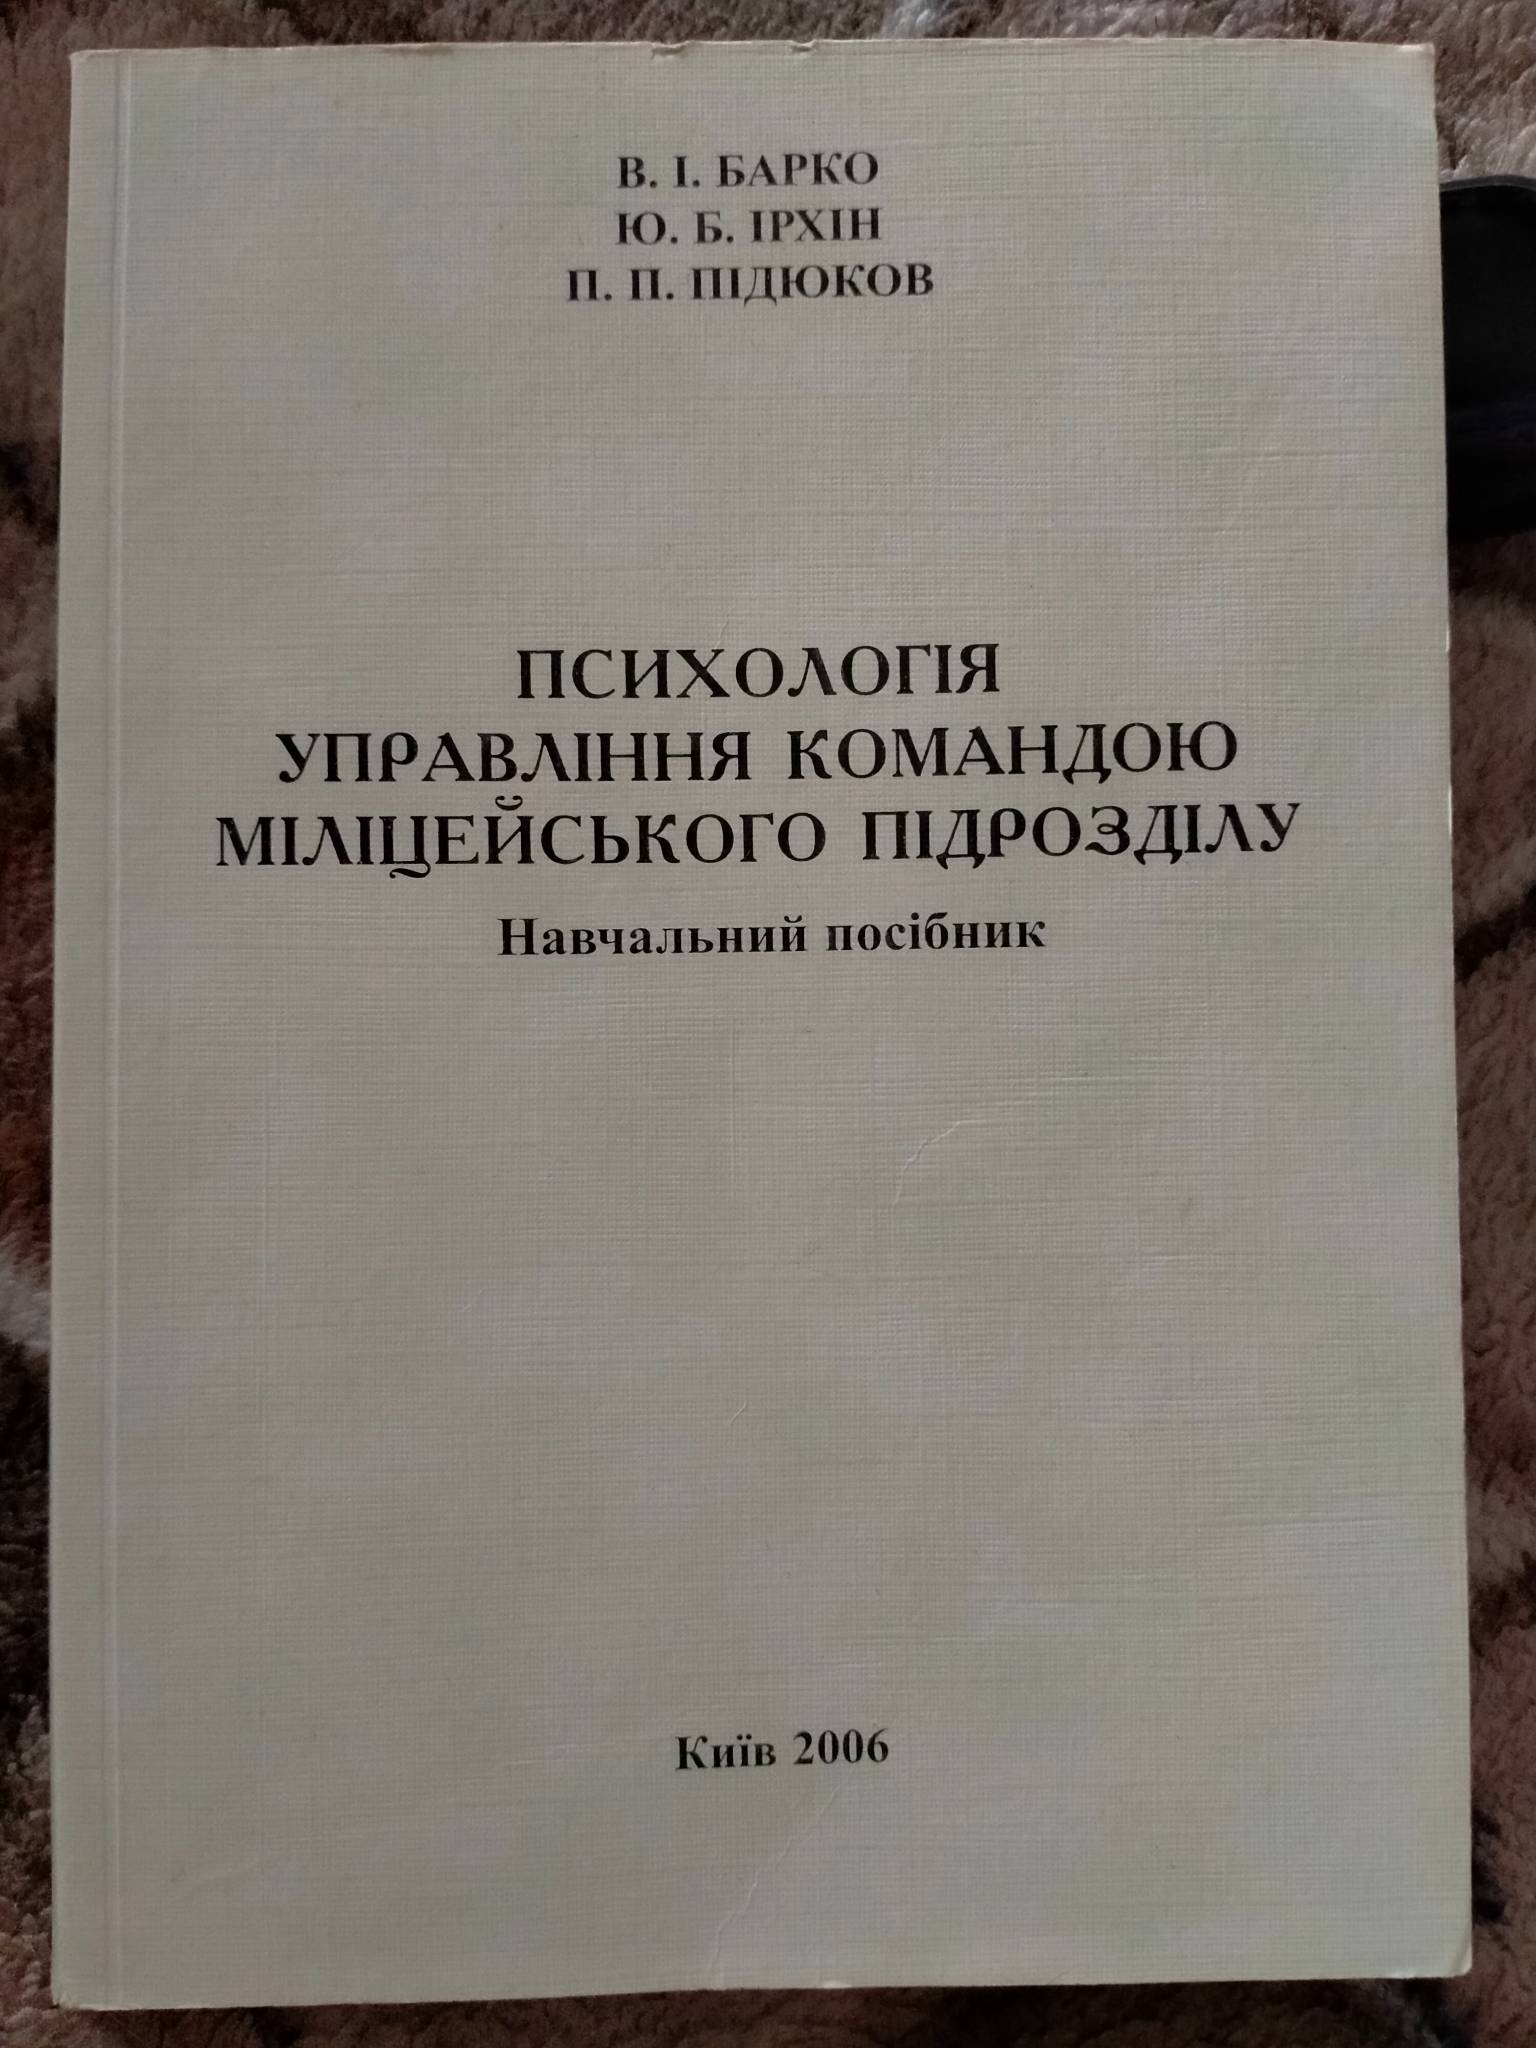 В. І. БАРКО
Ю. Б. ІРХІН
П. П. ПІДЮКОВ
ПСИХОЛОГІЯ
УПРАВЛІННЯ КОМАНДОЮ
МІЛІЦЕЙСЬКОГО ПІДРОЗДІЛУ
Навчальний посібник
Київ 2006